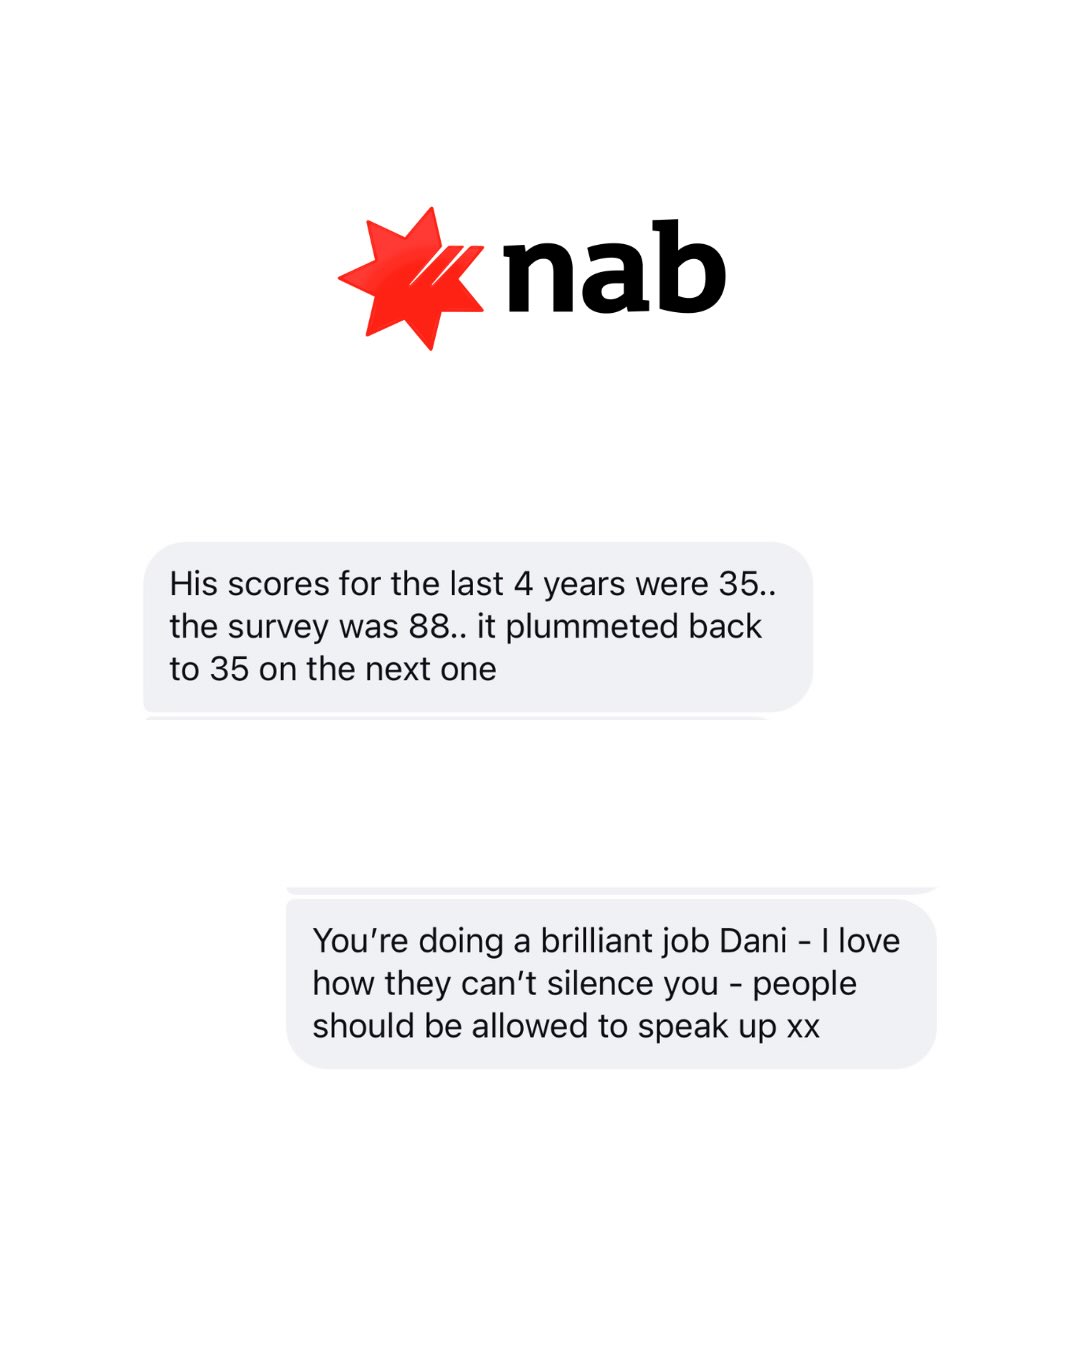 nab
His scores for the last 4 years were 35..
the survey was 88.. it plummeted back
to 35 on the next one
You’re doing a brilliant job Dani - I love
how they can’t silence you - people
should be allowed to speak up xx